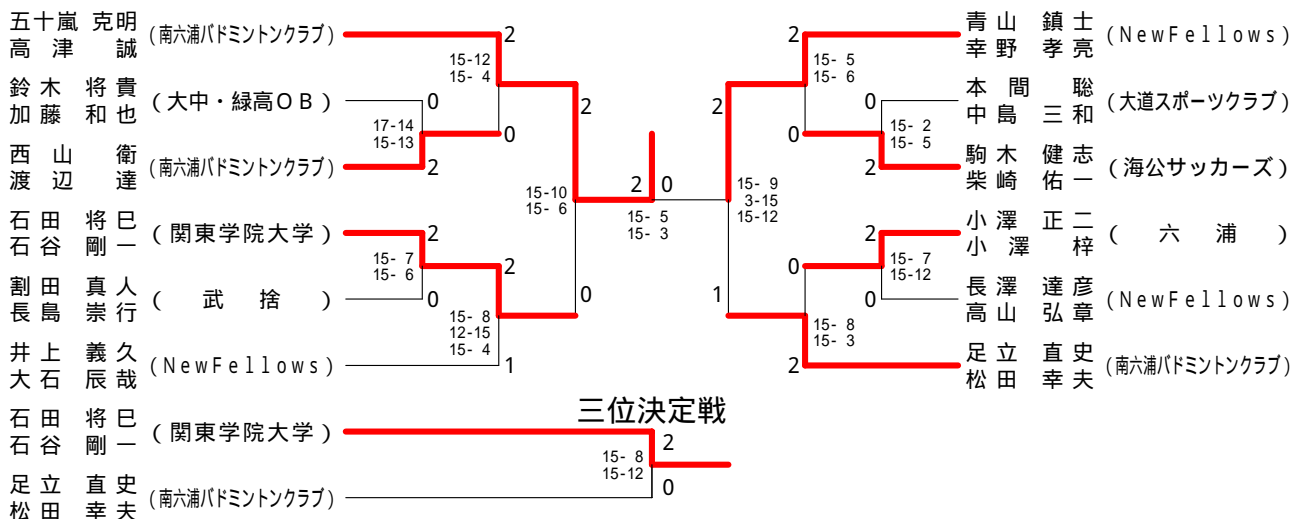 五十嵐 克明
高津 誠
(南六浦バドミントンクラブ)
2
15-12
15- 4
鈴木 将貴
加藤 和也
(大中・緑高OB)
0
17-14
15-13
0
西山 衛
渡辺 達
(南六浦バドミントンクラブ)
2
2
15-10
15- 6
石田 将巳
石谷 剛一
(関東学院大学)
2
15- 7
15- 6
2
割田 真人
長島 崇行
(武捨)
0
0
15- 8
12-15
15- 4
井上 義久
大石 辰哉
(NewFellows)
1
2 0
15- 5
15- 3
青山 鎮士
幸野 孝亮
(NewFellows)
2
15- 5
15- 6
本間 聡
中島 三和
(大道スポーツクラブ)
0
15- 2
15- 5
0
駒木 健志
柴崎 佑一
(海公サッカーズ)
2
2
15- 9
3-15
15-12
小澤 正二
小澤 梓
(六浦)
2
15- 7
15-12
0
長澤 達彦
高山 弘章
(NewFellows)
0
1
15- 8
15- 3
足立 直史
松田 幸夫
(南六浦バドミントンクラブ)
2
三位決定戦
石田 将巳
石谷 剛一
(関東学院大学)
2
15- 8
15-12
足立 直史
松田 幸夫
(南六浦バドミントンクラブ)
0